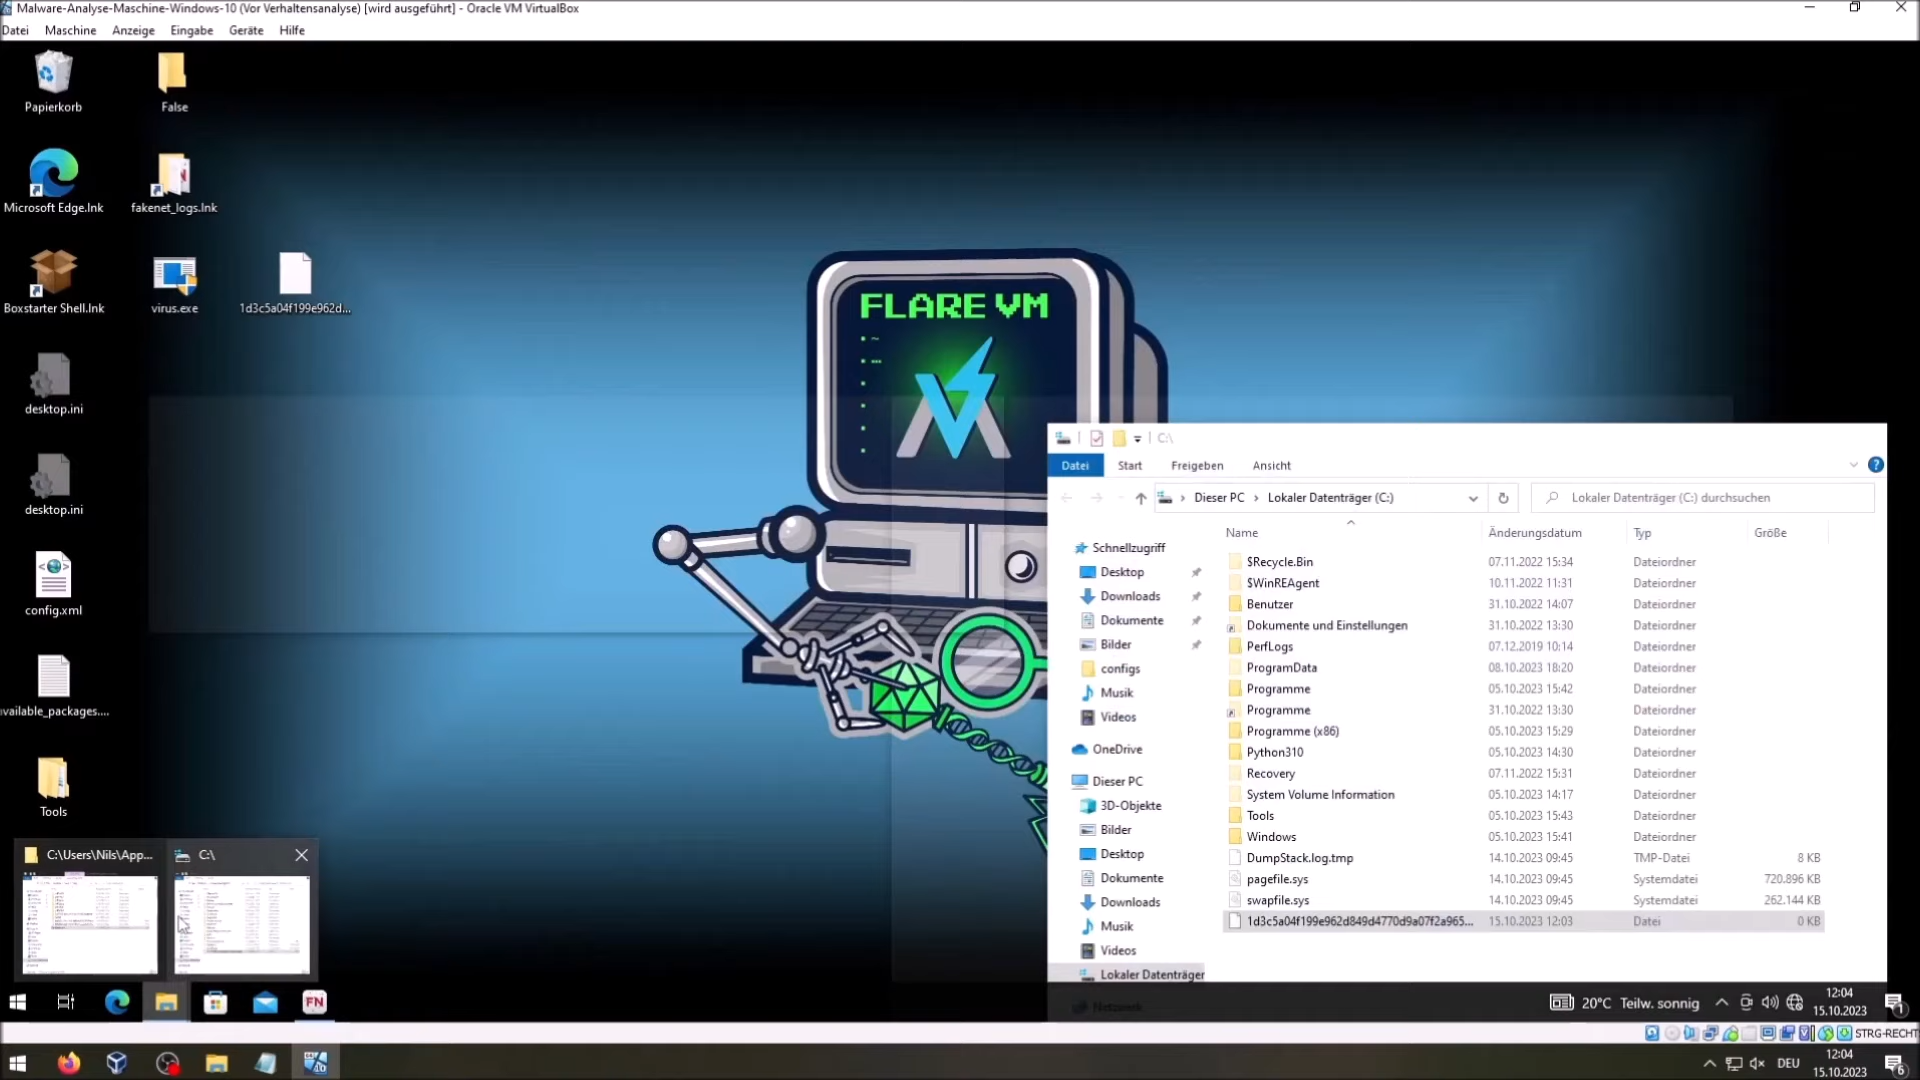 Malware-Analyse-Maschine-Windows-10 (Vor Verhaltensanalyse) [wird ausgeführt] - Oracle VM VirtualBox
Datei Maschine Anzeige Eingabe Geräte Hilfe
Papierkorb
False
Microsoft Edge.lnk
fakenet_logs.lnk
Boxstarter Shell.lnk
virus.exe
1d3c5a04f199e962d...
desktop.ini
desktop.ini
config.xml
vailable_packages....
Tools
FLARE VM
C:\
Datei Start Freigeben Ansicht
Dieser PC > Lokaler Datenträger (C:)
Lokaler Datenträger (C:) durchsuchen
Name Änderungsdatum Typ Größe
Schnellzugriff
Desktop
Downloads
Dokumente
Bilder
configs
Musik
Videos
OneDrive
Dieser PC
3D-Objekte
Bilder
Desktop
Dokumente
Downloads
Musik
Videos
Lokaler Datenträger
Netzwerk
$Recycle.Bin 07.11.2022 15:34 Dateiordner
$WinREAgent 10.11.2022 11:31 Dateiordner
Benutzer 31.10.2022 14:07 Dateiordner
Dokumente und Einstellungen 31.10.2022 13:30 Dateiordner
PerfLogs 07.12.2019 10:14 Dateiordner
ProgramData 08.10.2023 18:20 Dateiordner
Programme 05.10.2023 15:42 Dateiordner
Programme 31.10.2022 13:30 Dateiordner
Programme (x86) 05.10.2023 15:29 Dateiordner
Python310 05.10.2023 14:30 Dateiordner
Recovery 07.11.2022 15:31 Dateiordner
System Volume Information 05.10.2023 14:17 Dateiordner
Tools 05.10.2023 15:43 Dateiordner
Windows 05.10.2023 15:41 Dateiordner
DumpStack.log.tmp 14.10.2023 09:45 TMP-Datei 8 KB
pagefile.sys 14.10.2023 09:45 Systemdatei 720.896 KB
swapfile.sys 14.10.2023 09:45 Systemdatei 262.144 KB
1d3c5a04f199e962d849d4770d9a07f2a965... 15.10.2023 12:03 Datei 0 KB
C:\Users\Nils\App...
C:\
FN
20°C Teilw. sonnig
12:04
15.10.2023
1
STRG-RECHT
DEU
12:04
15.10.2023
6